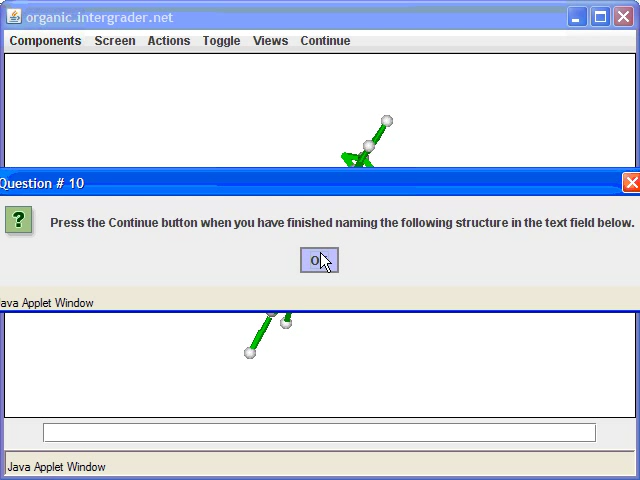 organic.intergrader.net
Components Screen Actions Toggle Views Continue
Question # 10
?
Press the Continue button when you have finished naming the following structure in the text field below.
Java Applet Window
Java Applet Window